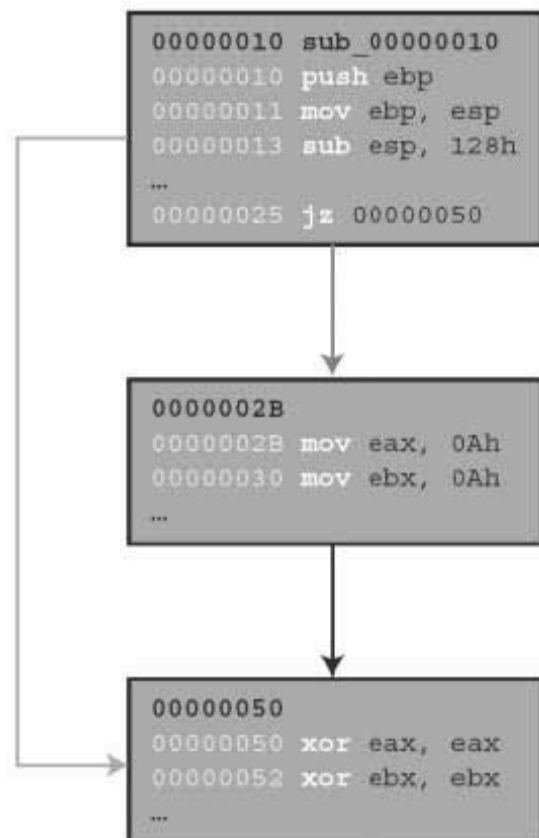 00000010 sub_00000010
00000010 push ebp
00000011 mov ebp, esp
00000013 sub esp, 128h
…
00000025 jz 00000050
0000002B
0000002B mov eax, 0Ah
00000030 mov ebx, 0Ah
…
00000050
00000050 xor eax, eax
00000052 xor ebx, ebx
…